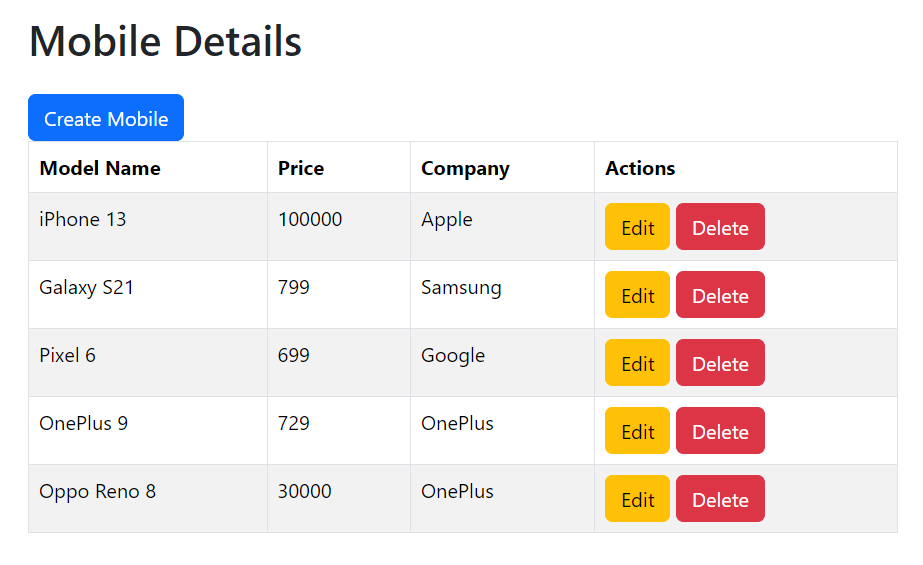 Mobile Details
Create Mobile
Model Name Price Company Actions
iPhone 13 100000 Apple Edit Delete
Galaxy S21 799 Samsung Edit Delete
Pixel 6 699 Google Edit Delete
OnePlus 9 729 OnePlus Edit Delete
Oppo Reno 8 30000 OnePlus Edit Delete